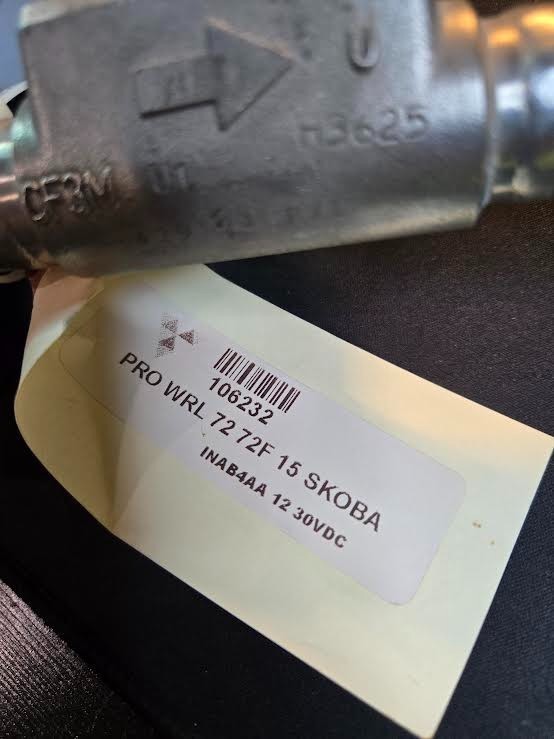 U
H3625
CF8M
106232
PRO WRL 72 72F 15 SKOBA
INAB4AA 12 30VDC